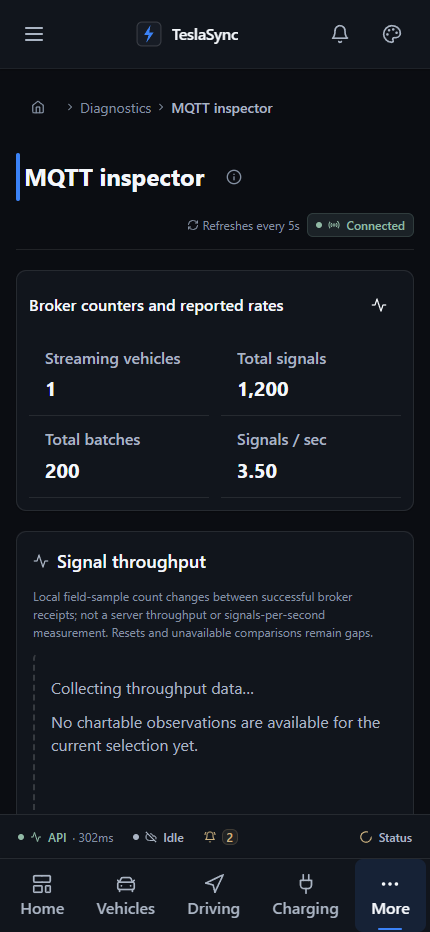 TeslaSync
Diagnostics
MQTT inspector
MQTT inspector
Refreshes every 5s
Connected
Broker counters and reported rates
Streaming vehicles
1
Total signals
1,200
Total batches
200
Signals / sec
3.50
Signal throughput
Local field-sample count changes between successful broker
receipts; not a server throughput or signals-per-second
measurement. Resets and unavailable comparisons remain gaps.
Collecting throughput data...
No chartable observations are available for the
current selection yet.
API · 302ms
Idle
2
Status
Home
Vehicles
Driving
Charging
More